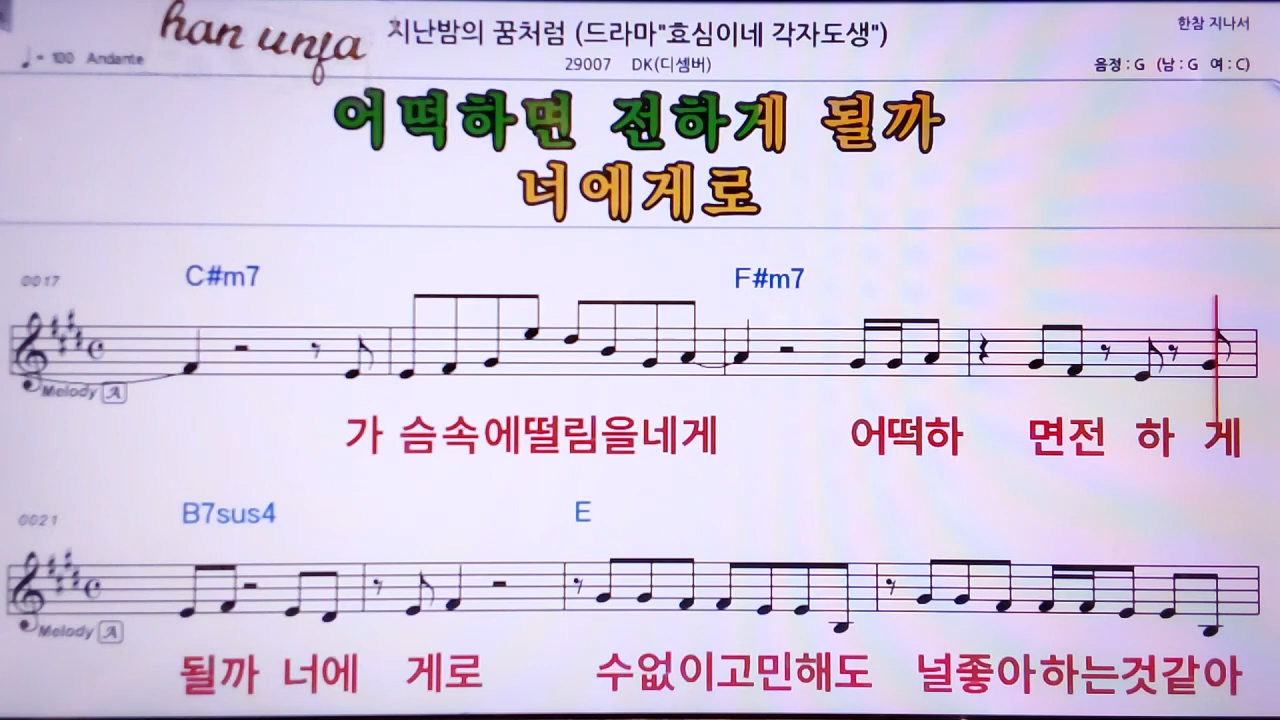 han unja
지난밤의 꿈처럼 (드라마"효심이네 각자도생")
한참 지나서
♩= 100 Andante
29007 DK(디셈버)
음정 : G (남 : G 여 : C)
어떡하면 전하게 될까
너에게로
0017
C#m7 F#m7
Melody A
가 슴속에떨림을네게 어떡하 면전 하 게
0021
B7sus4 E
Melody A
될까 너에 게로 수없이고민해도 널좋아하는것같아